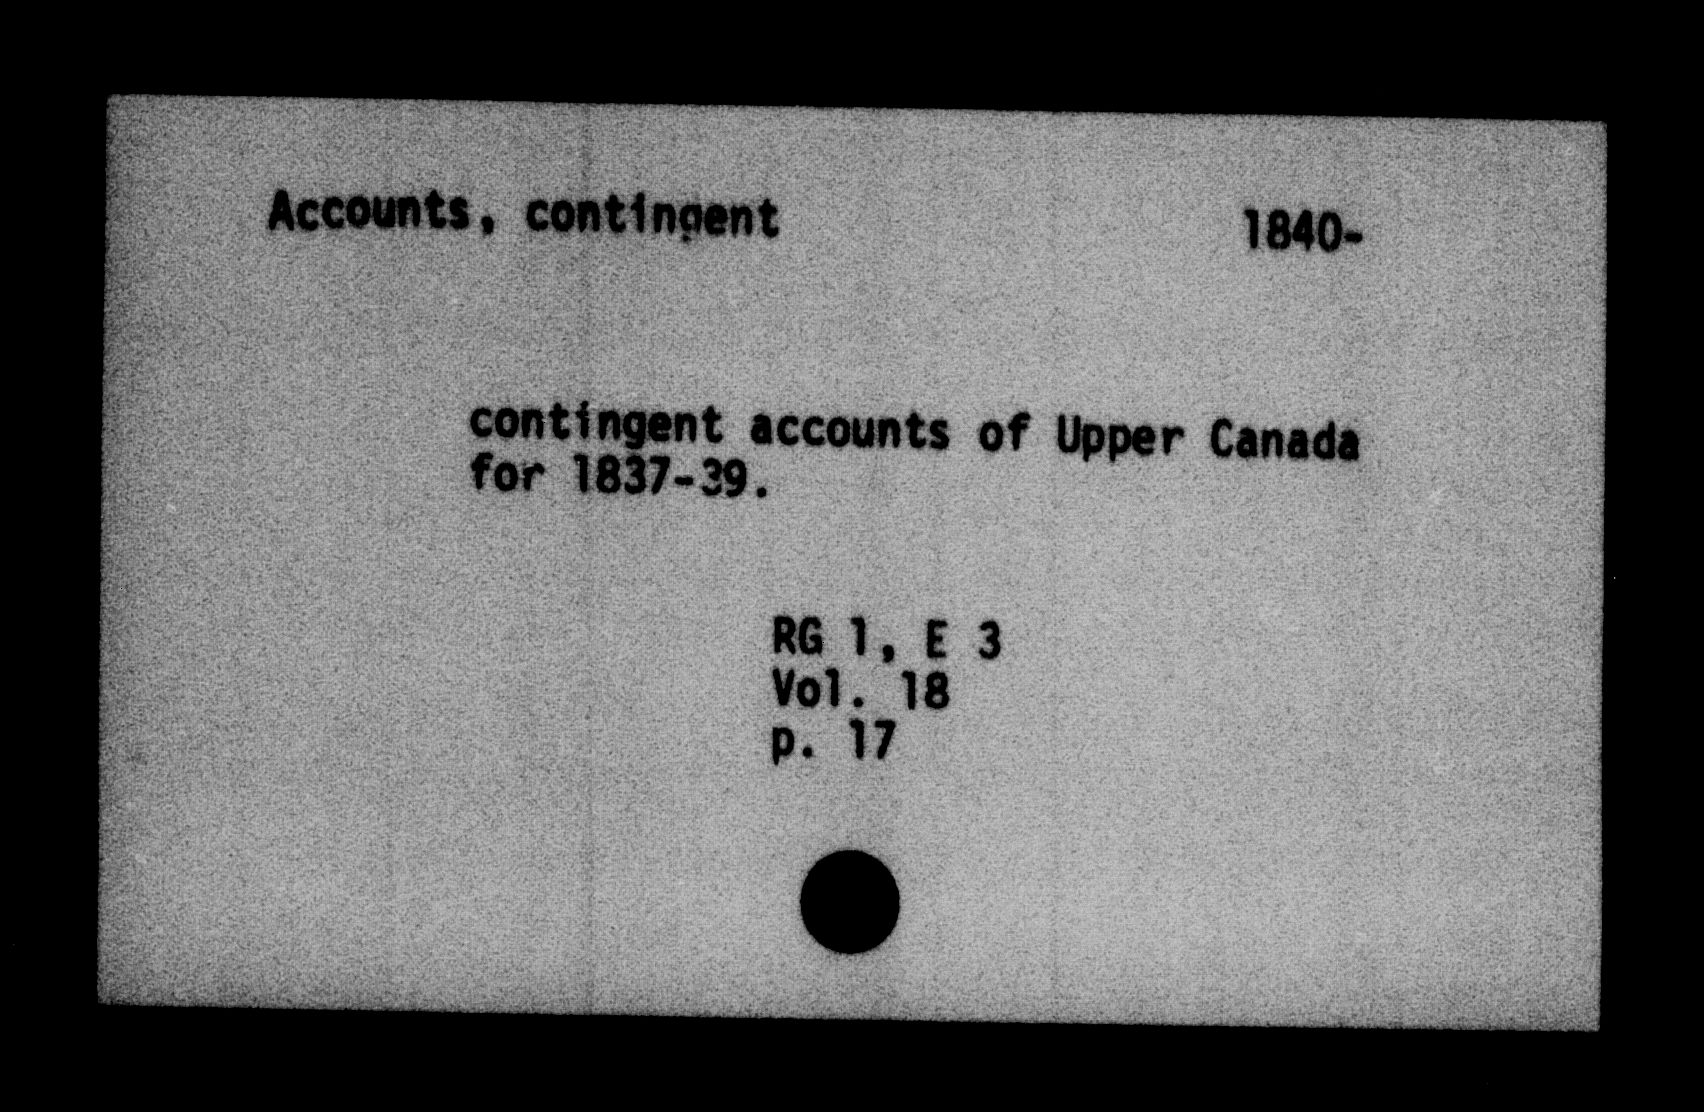 Accounts, contingent 1840-
contingent accounts of Upper Canada
for 1837-39.
RG 1, E 3
Vol. 18
p. 17